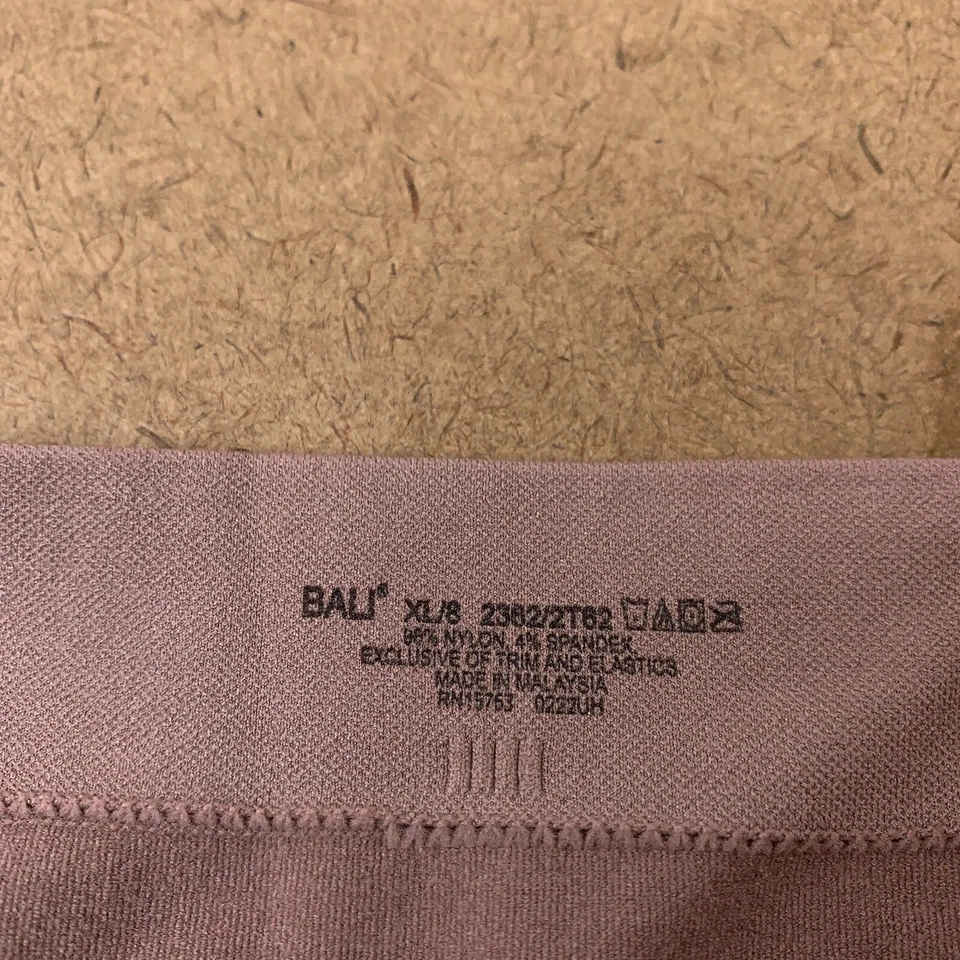 BALI® XL/8 2362/2T62
96% NYLON, 4% SPANDEX
EXCLUSIVE OF TRIM AND ELASTICS
MADE IN MALAYSIA
RN15763 0222UH